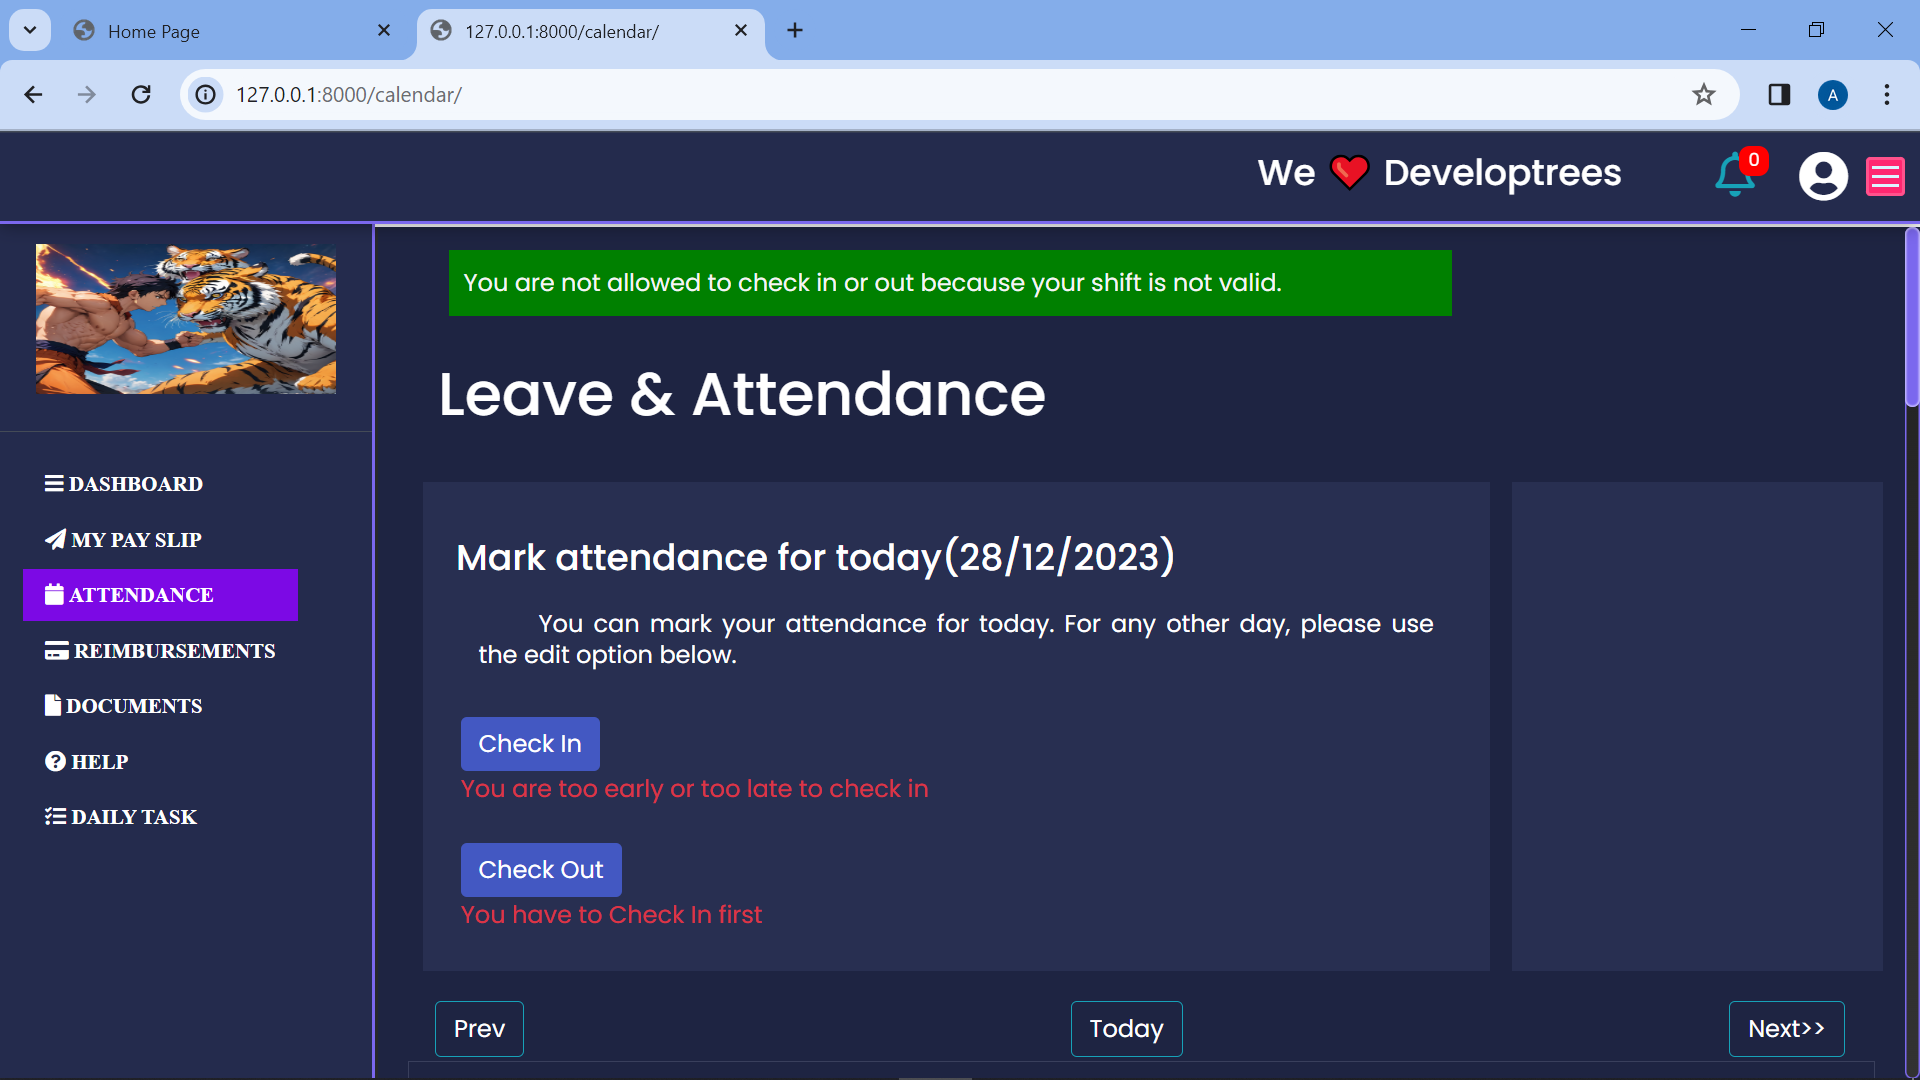 Home Page
127.0.0.1:8000/calendar/
127.0.0.1:8000/calendar/
A
We ❤ Developtrees
0
You are not allowed to check in or out because your shift is not valid.
Leave & Attendance
DASHBOARD
MY PAY SLIP
ATTENDANCE
REIMBURSEMENTS
DOCUMENTS
HELP
DAILY TASK
Mark attendance for today(28/12/2023)
You can mark your attendance for today. For any other day, please use
the edit option below.
Check In
You are too early or too late to check in
Check Out
You have to Check In first
Prev
Today
Next>>